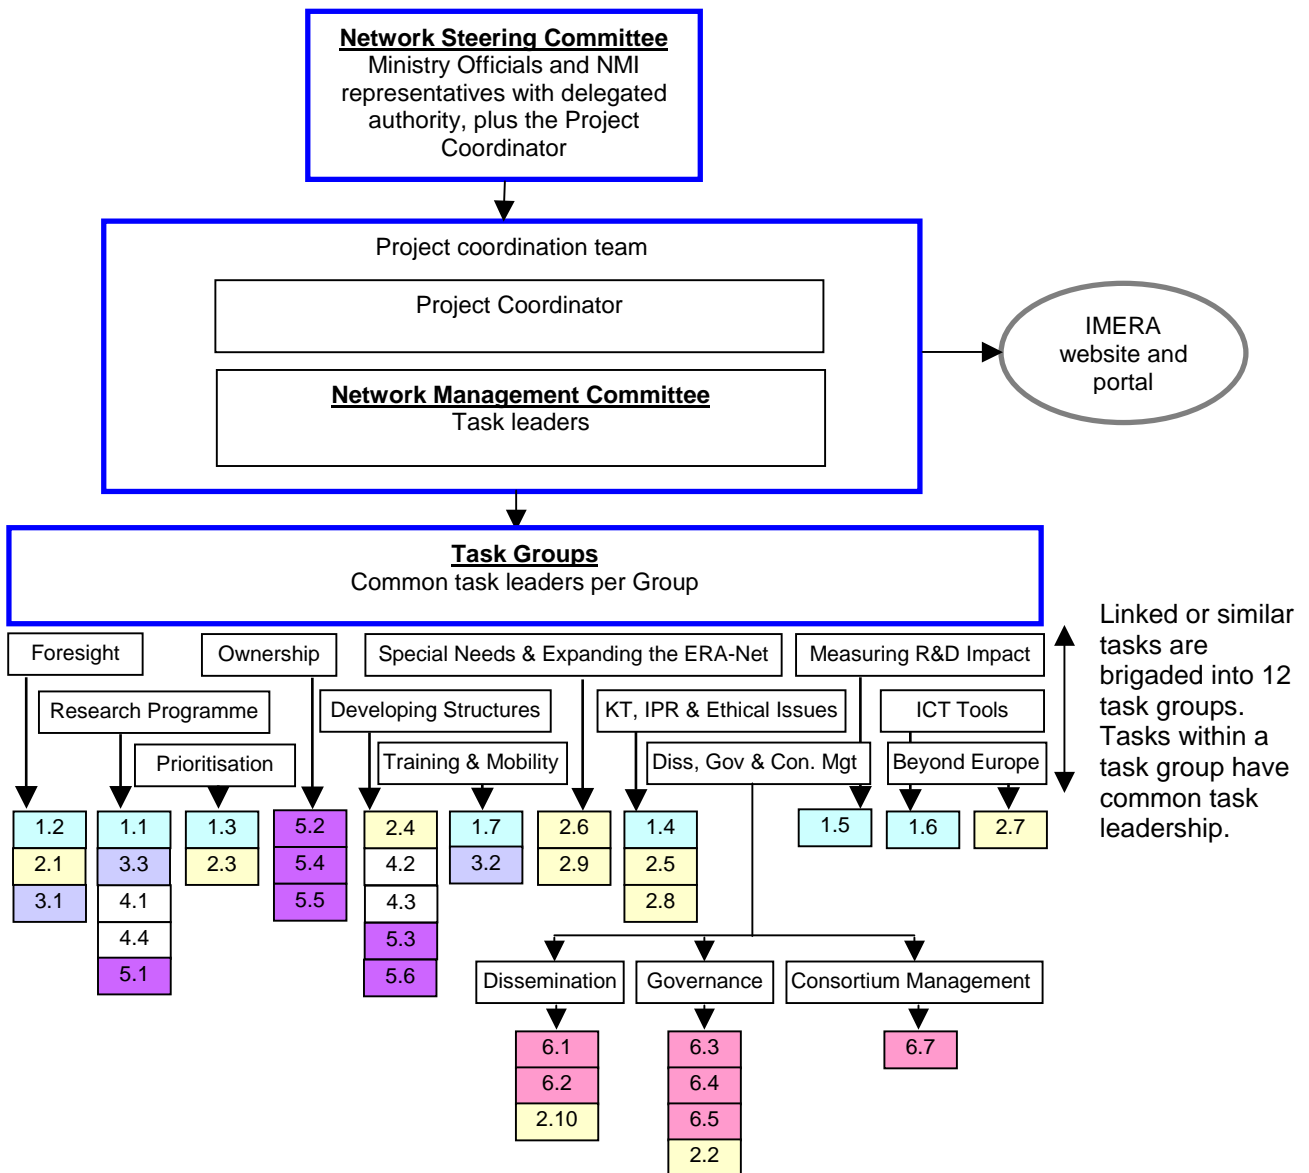 Network Steering Committee
Ministry Officials and NMI
representatives with delegated
authority, plus the Project
Coordinator
Project coordination team
Project Coordinator
Network Management Committee
Task leaders
IMERA
website and
portal
Task Groups
Common task leaders per Group
Linked or similar
tasks are
brigaded into 12
task groups.
Tasks within a
task group have
common task
leadership.
Foresight
Ownership
Special Needs & Expanding the ERA-Net
Measuring R&D Impact
Research Programme
Developing Structures
KT, IPR & Ethical Issues
ICT Tools
Prioritisation
Training & Mobility
Diss, Gov & Con. Mgt
Beyond Europe
1.2
2.1
3.1
1.1
3.3
4.1
4.4
5.1
1.3
2.3
5.2
5.4
5.5
2.4
4.2
4.3
5.3
5.6
1.7
3.2
2.6
2.9
1.4
2.5
2.8
1.5
1.6
2.7
Dissemination
Governance
Consortium Management
6.1
6.2
2.10
6.3
6.4
6.5
2.2
6.7